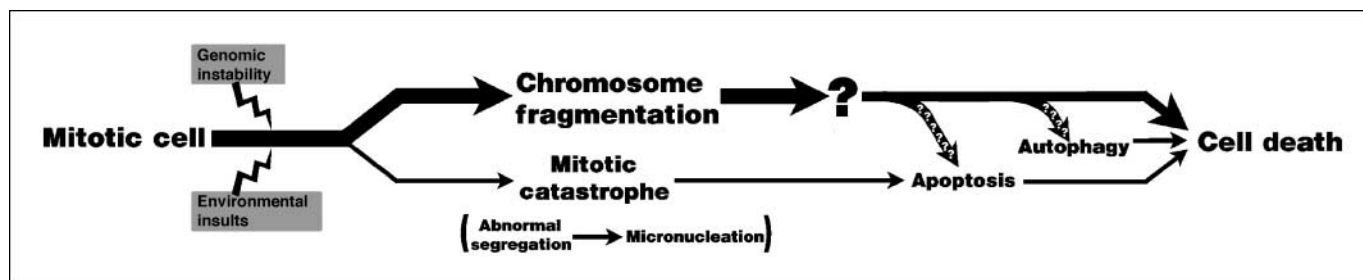 Genomic
instability
Chromosome
fragmentation
?
Mitotic cell
? ? ? ? ?
? ? ? ?
Autophagy
Cell death
Mitotic
catastrophe
Apoptosis
Environmental
insults
(Abnormal
segregation
Micronucleation)